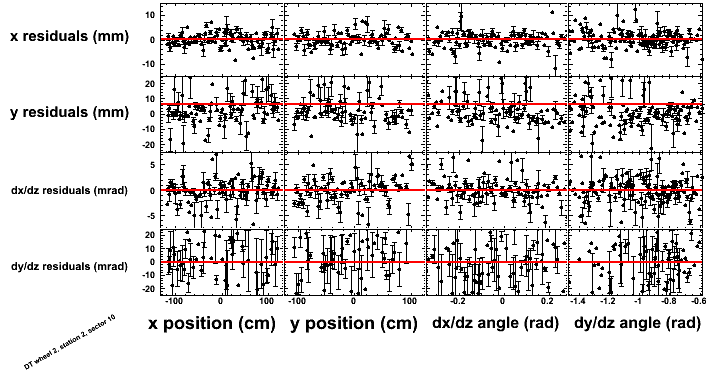 x residuals (mm)
10
0
-10
y residuals (mm)
20
10
0
-10
-20
dx/dz residuals (mrad)
5
0
-5
dy/dz residuals (mrad)
20
10
0
-10
-20
-100 0 100 -100 0 100 -0.2 0 0.2 -1.4 -1.2 -1 -0.8 -0.6
x position (cm) y position (cm) dx/dz angle (rad) dy/dz angle (rad)
DT wheel 2, station 2, sector 10